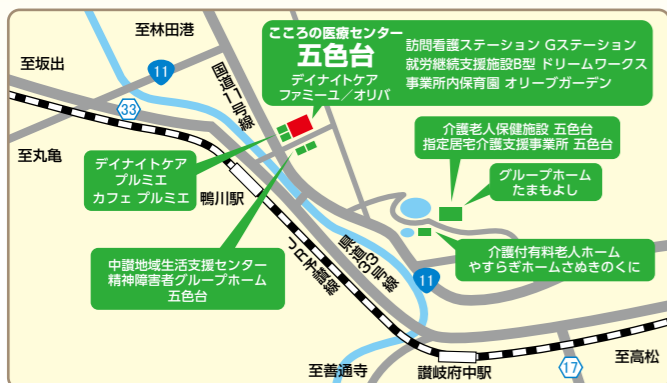 至林田港
至坂出
11
国道11号線
33
至丸亀
こころの医療センター
五色台
デイナイトケア
ファミーユ／オリバ
訪問看護ステーション Gステーション
就労継続支援施設B型 ドリームワークス
事業所内保育園 オリーブガーデン
デイナイトケア
プルミエ
カフェ プルミエ
鴨川駅
介護老人保健施設 五色台
指定居宅介護支援事業所 五色台
グループホーム
たまもよし
介護付有料老人ホーム
やすらぎホームさぬきのくに
中讃地域生活支援センター
精神障害者グループホーム
五色台
JR予讃線
県道33号線
11
至善通寺
讃岐府中駅
17
至高松